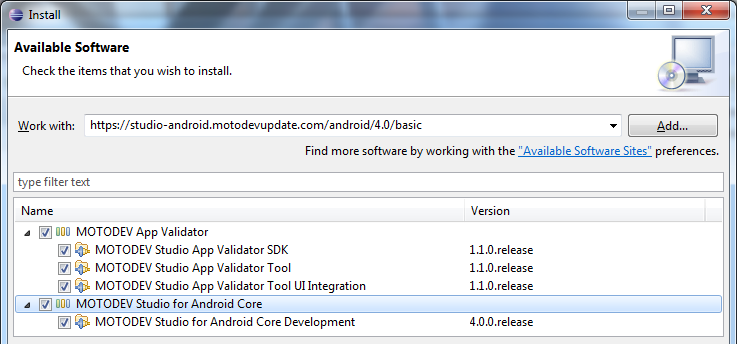 Install
Available Software
Check the items that you wish to install.
Work with: https://studio-android.motodevupdate.com/android/4.0/basic Add...
Find more software by working with the "Available Software Sites" preferences.
type filter text
Name Version
MOTODEV App Validator
MOTODEV Studio App Validator SDK 1.1.0.release
MOTODEV Studio App Validator Tool 1.1.0.release
MOTODEV Studio App Validator Tool UI Integration 1.1.0.release
MOTODEV Studio for Android Core
MOTODEV Studio for Android Core Development 4.0.0.release